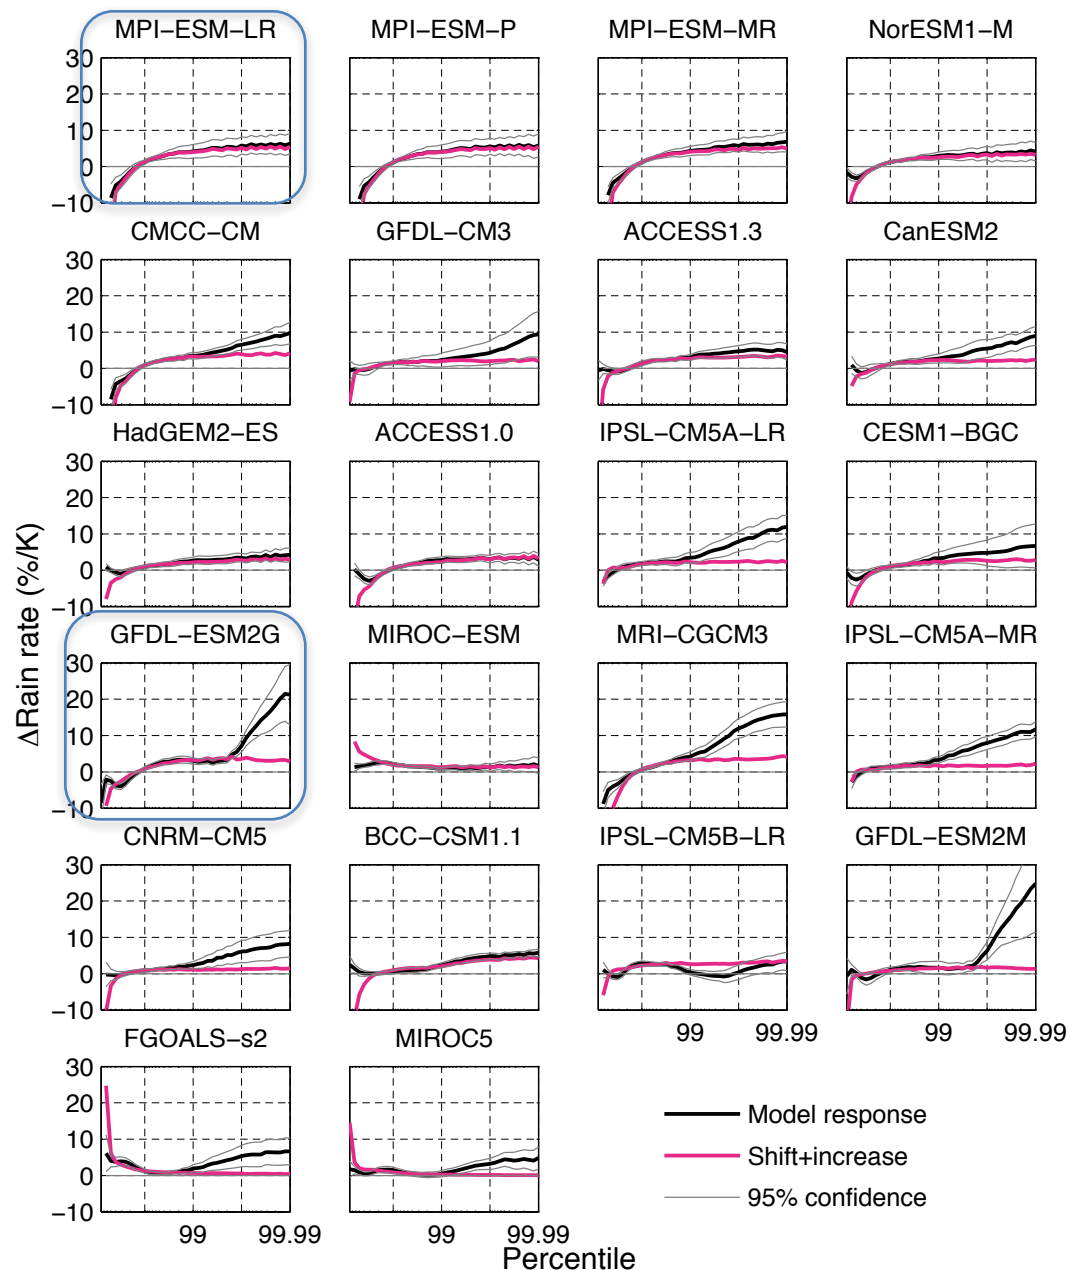 MPI−ESM−LR MPI−ESM−P MPI−ESM−MR NorESM1−M
30
20
10
0
−10
CMCC−CM GFDL−CM3 ACCESS1.3 CanESM2
30
20
10
0
−10
HadGEM2−ES ACCESS1.0 IPSL−CM5A−LR CESM1−BGC
30
20
10
0
−10
GFDL−ESM2G MIROC−ESM MRI−CGCM3 IPSL−CM5A−MR
30
20
10
0
−10
CNRM−CM5 BCC−CSM1.1 IPSL−CM5B−LR GFDL−ESM2M
30
20
10
0
−10
99 99.99 99 99.99
FGOALS−s2 MIROC5
30
20
10
0
−10
99 99.99 99 99.99
Model response
Shift+increase
95% confidence
Percentile
ΔRain rate (%/K)